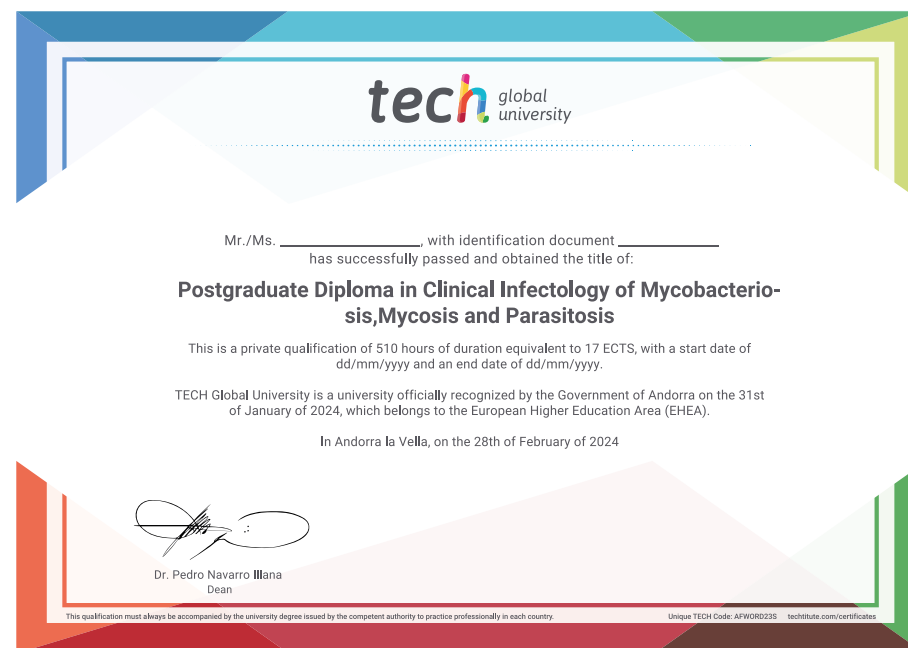 tech global
university
Mr./Ms. ____________, with identification document ____________
has successfully passed and obtained the title of:
Postgraduate Diploma in Clinical Infectology of Mycobacterio-
sis,Mycosis and Parasitosis
This is a private qualification of 510 hours of duration equivalent to 17 ECTS, with a start date of
dd/mm/yyyy and an end date of dd/mm/yyyy.
TECH Global University is a university officially recognized by the Government of Andorra on the 31st
of January of 2024, which belongs to the European Higher Education Area (EHEA).
In Andorra la Vella, on the 28th of February of 2024
Dr. Pedro Navarro Illana
Dean
This qualification must always be accompanied by the university degree issued by the competent authority to practice professionally in each country.
Unique TECH Code: AFWORD23S techtitute.com/certificates